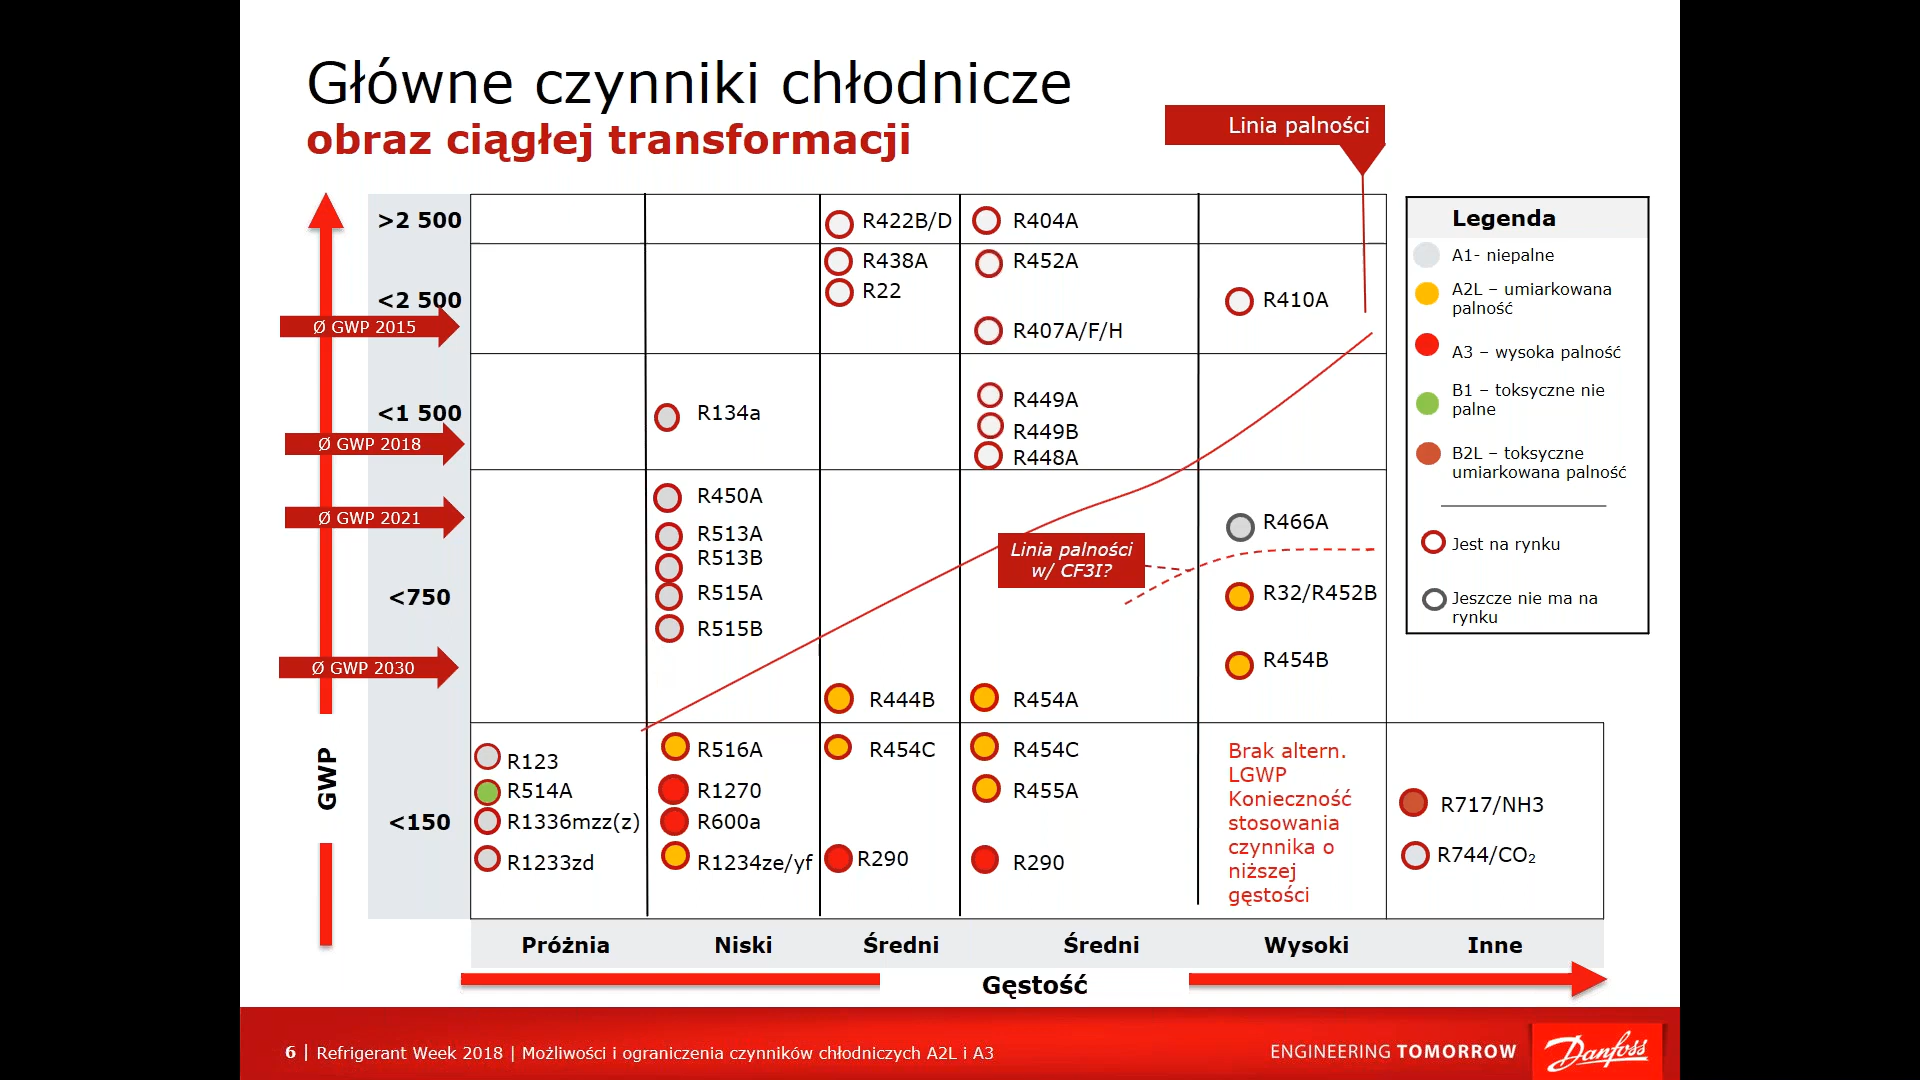 Główne czynniki chłodnicze
obraz ciągłej transformacji
Linia palności
>2 500
<2 500
Ø GWP 2015
<1 500
Ø GWP 2018
Ø GWP 2021
<750
Ø GWP 2030
<150
GWP
R422B/D
R404A
R438A
R22
R452A
R407A/F/H
R410A
R134a
R449A
R449B
R448A
R450A
R513A
R513B
R515A
R515B
Linia palności
w/ CF3I?
R466A
R32/R452B
R454B
R444B
R454A
R123
R514A
R1336mzz(z)
R1233zd
R516A
R1270
R600a
R1234ze/yf
R454C
R290
R454C
R455A
R290
Brak altern.
LGWP
Konieczność
stosowania
czynnika o
niższej
gęstości
R717/NH3
R744/CO₂
Próżnia
Niski
Średni
Średni
Wysoki
Inne
Gęstość
Legenda
A1- niepalne
A2L – umiarkowana
palność
A3 – wysoka palność
B1 – toksyczne nie
palne
B2L – toksyczne
umiarkowana palność
Jest na rynku
Jeszcze nie ma na
rynku
6 | Refrigerant Week 2018 | Możliwości i ograniczenia czynników chłodniczych A2L i A3
ENGINEERING TOMORROW
Danfoss